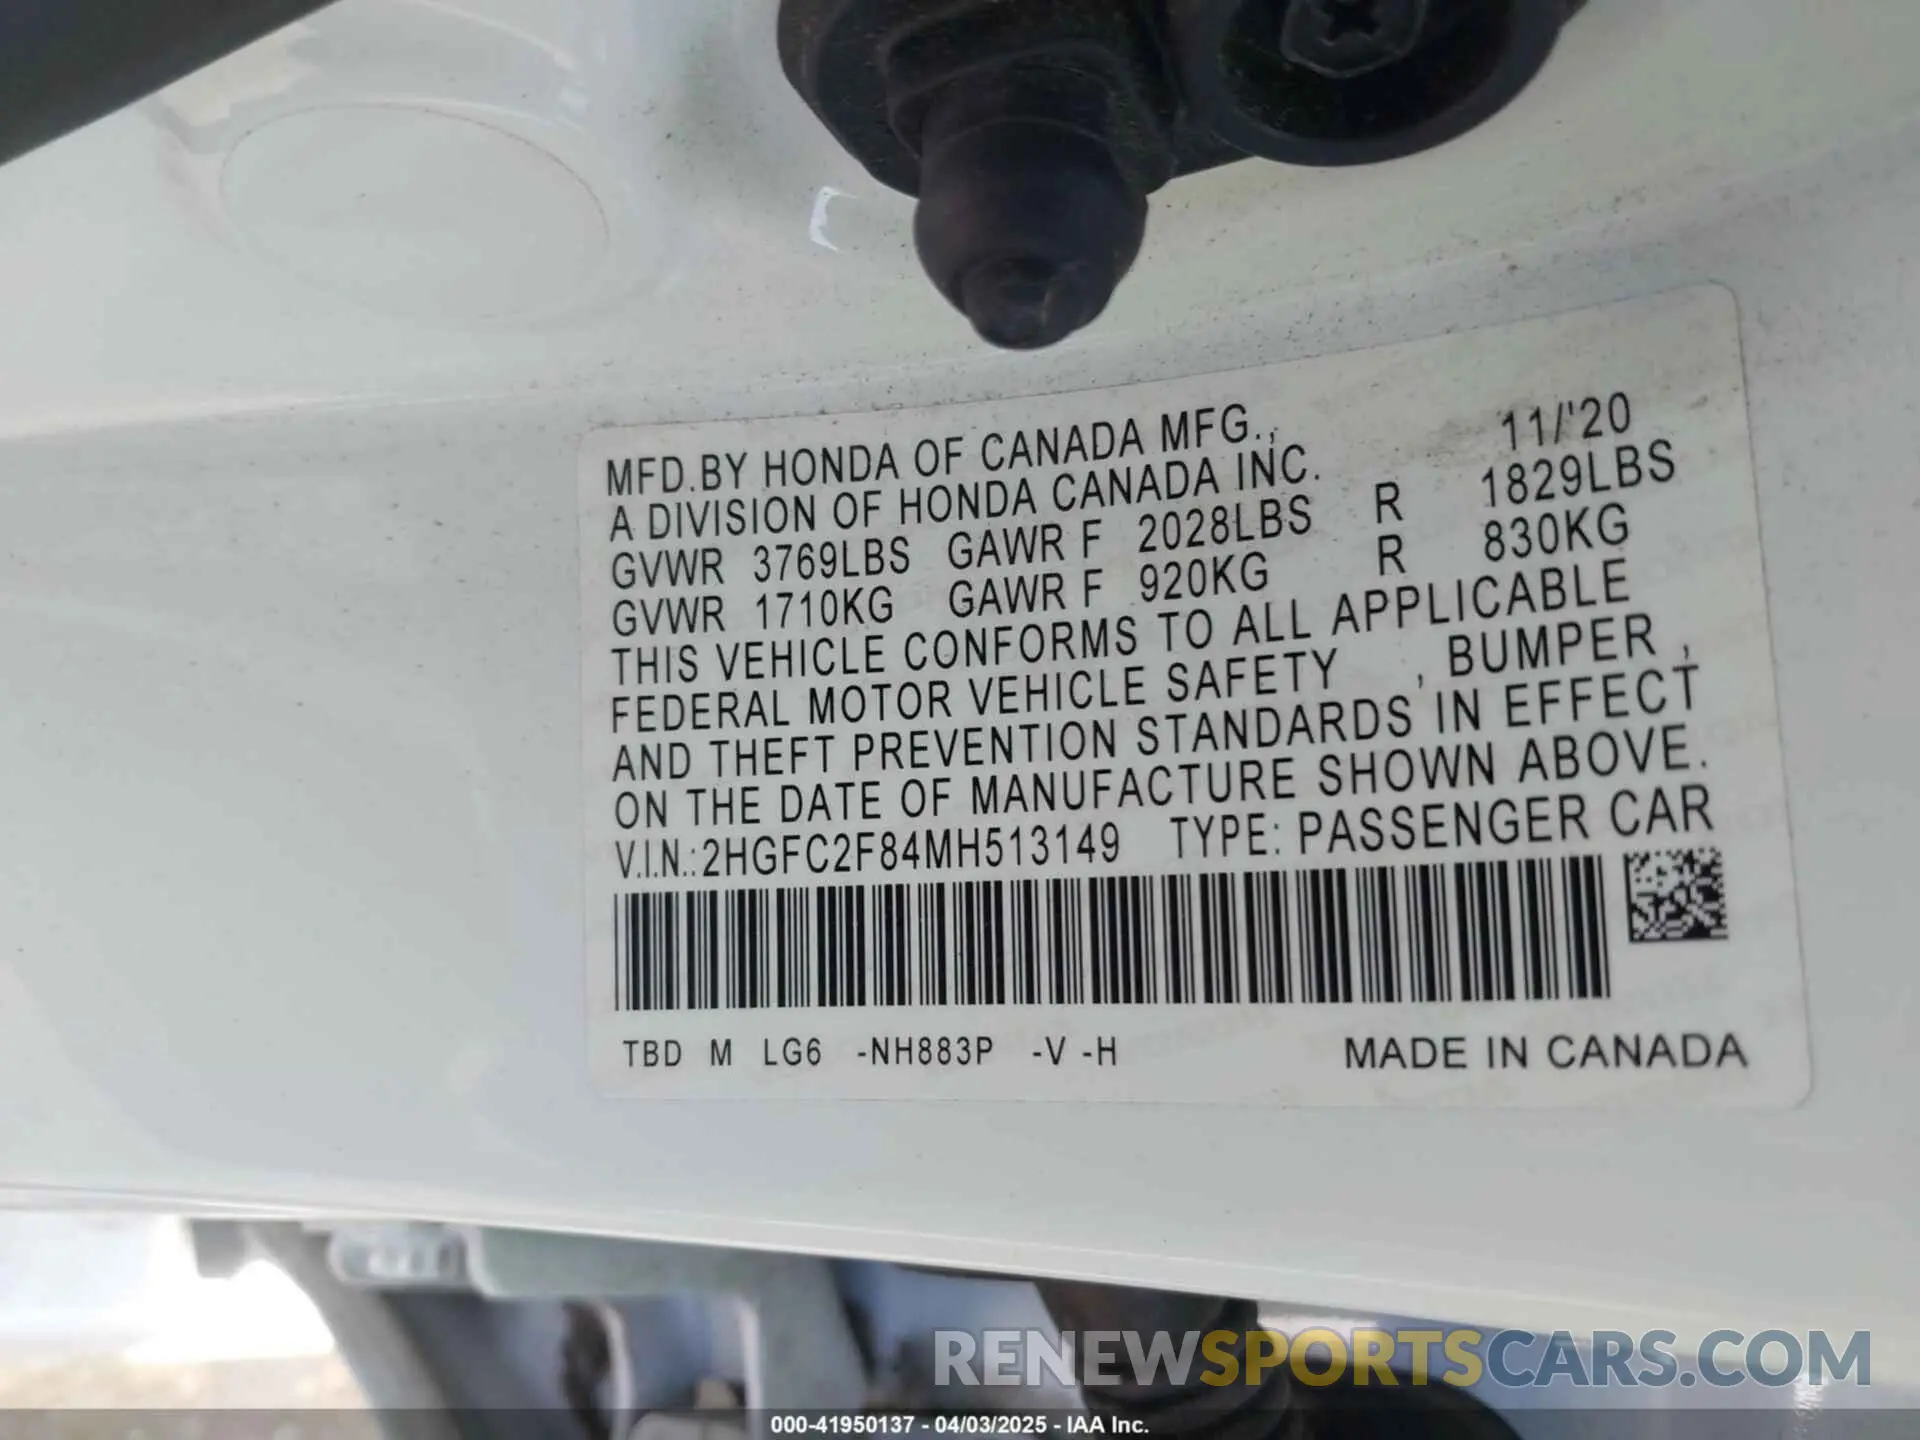 MFD.BY HONDA OF CANADA MFG., 11/'20
A DIVISION OF HONDA CANADA INC.
GVWR 3769LBS GAWR F 2028LBS R 1829LBS
GVWR 1710KG GAWR F 920KG R 830KG
THIS VEHICLE CONFORMS TO ALL APPLICABLE
FEDERAL MOTOR VEHICLE SAFETY , BUMPER ,
AND THEFT PREVENTION STANDARDS IN EFFECT
ON THE DATE OF MANUFACTURE SHOWN ABOVE.
V.I.N.:2HGFC2F84MH513149 TYPE: PASSENGER CAR
TBD M LG6 -NH883P -V -H MADE IN CANADA
RENEWSPORTSCARS.COM
000-41950137 - 04/03/2025 - IAA Inc.